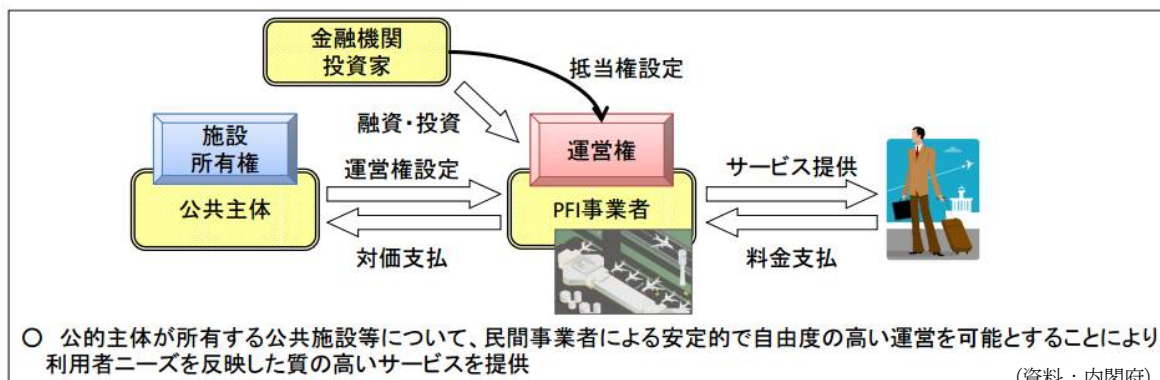 金融機関
投資家
抵当権設定
融資・投資
施設
所有権
運営権
運営権設定
サービス提供
公共主体
PFI事業者
対価支払
料金支払
○ 公的主体が所有する公共施設等について、民間事業者による安定的で自由度の高い運営を可能とすることにより
利用者ニーズを反映した質の高いサービスを提供
(資料:内閣府)